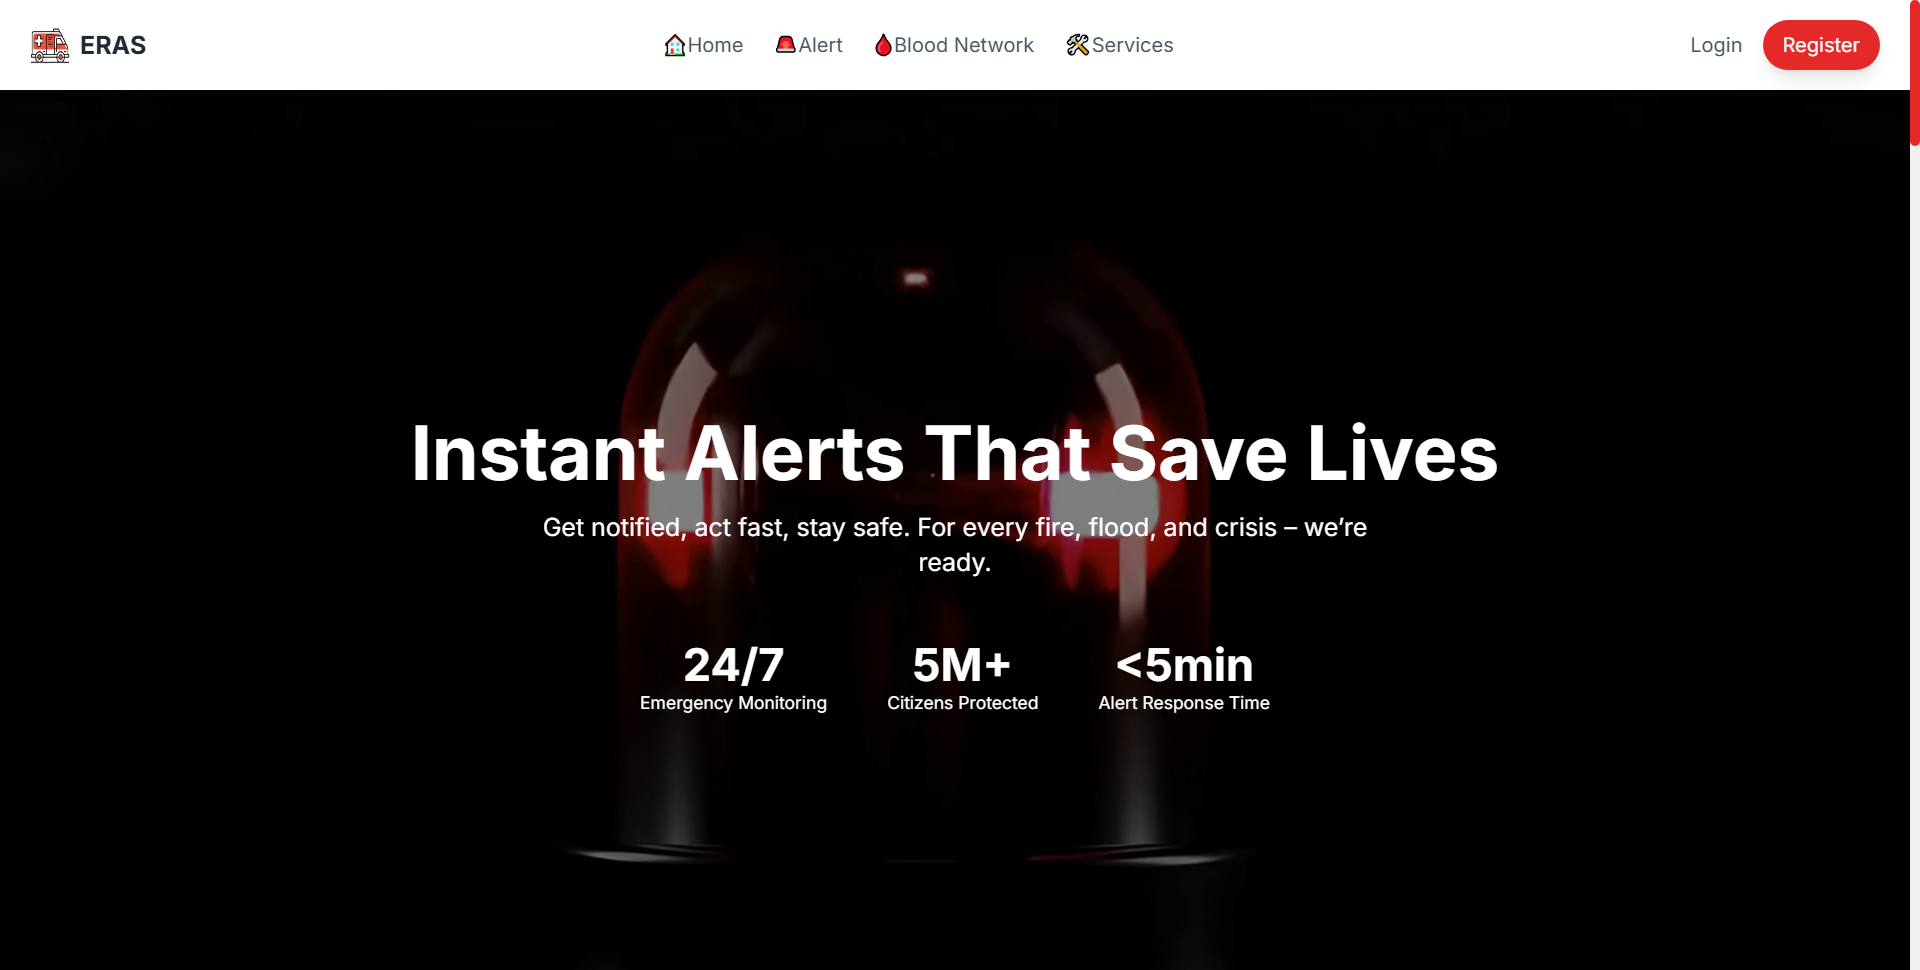 ERAS
Home
Alert
Blood Network
Services
Login
Register
Instant Alerts That Save Lives
Get notified, act fast, stay safe. For every fire, flood, and crisis – we’re
ready.
24/7
Emergency Monitoring
5M+
Citizens Protected
<5min
Alert Response Time